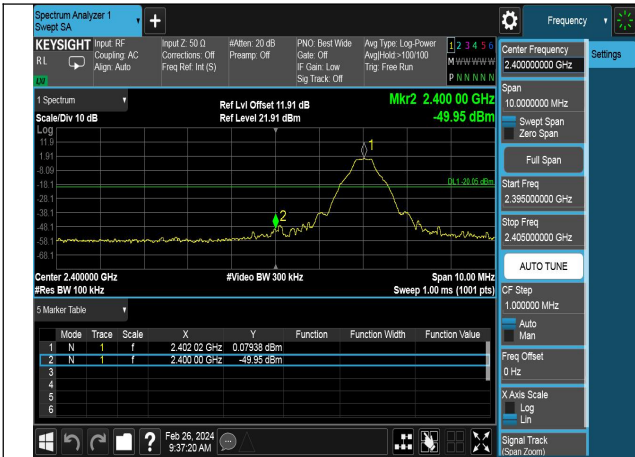 Spectrum Analyzer 1
Swept SA
+
Frequency
KEYSIGHT
Input: RF
Input Z: 50 Ω
#Atten: 20 dB
PNO: Best Wide
Avg Type: Log-Power
1 2 3 4 5 6
RL
Coupling: AC
Corrections: Off
Preamp: Off
Gate: Off
Avg|Hold:>100/100
M W W W W W
Align: Auto
Freq Ref: Int (S)
IF Gain: Low
Trig: Free Run
Sig Track: Off
P N N N N N
LXI
1 Spectrum
Ref Lvl Offset 11.91 dB
Mkr2 2.400 00 GHz
Scale/Div 10 dB
Ref Level 21.91 dBm
-49.95 dBm
Log
11.9
1.91
-8.09
-18.1
-28.1
-38.1
-48.1
-58.1
-68.1
1
DL1 -20.05 dBm
2
Center 2.400000 GHz
#Video BW 300 kHz
Span 10.00 MHz
#Res BW 100 kHz
Sweep 1.00 ms (1001 pts)
5 Marker Table
Mode Trace Scale X Y Function Function Width Function Value
1 N 1 f 2.402 02 GHz 0.07938 dBm
2 N 1 f 2.400 00 GHz -49.95 dBm
3
4
5
6
Center Frequency
2.400000000 GHz
Settings
Span
10.0000000 MHz
Swept Span
Zero Span
Full Span
Start Freq
2.395000000 GHz
Stop Freq
2.405000000 GHz
AUTO TUNE
CF Step
1.000000 MHz
Auto
Man
Freq Offset
0 Hz
X Axis Scale
Log
Lin
Signal Track
(Span Zoom)
?
Feb 26, 2024
9:37:20 AM